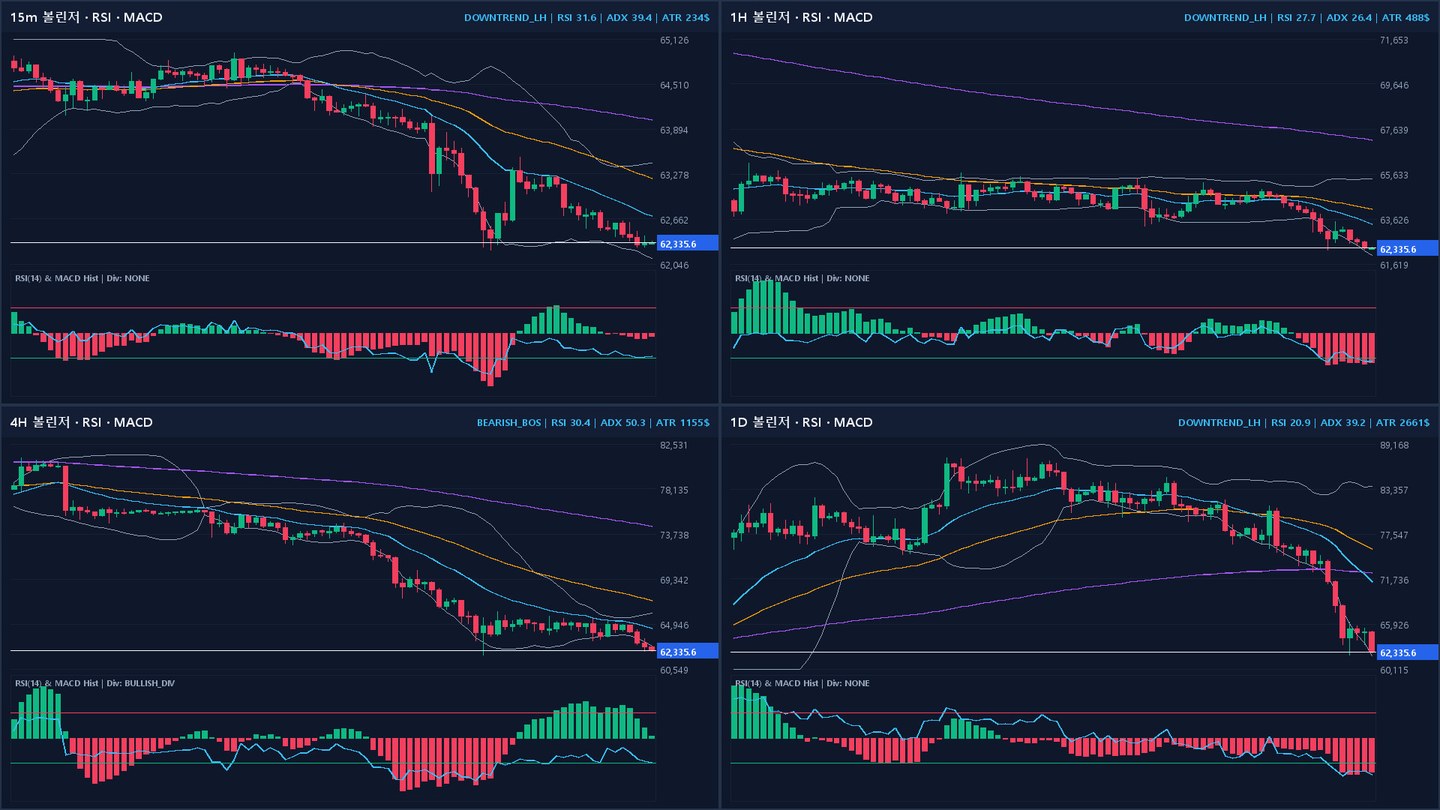 15m 볼린저 · RSI · MACD
DOWNTREND_LH | RSI 31.6 | ADX 39.4 | ATR 234$
65,126
64,510
63,894
63,278
62,662
62,335.6
62,046
RSI(14) & MACD Hist | Div: NONE
1H 볼린저 · RSI · MACD
DOWNTREND_LH | RSI 27.7 | ADX 26.4 | ATR 488$
71,653
69,646
67,639
65,633
63,626
62,335.6
61,619
RSI(14) & MACD Hist | Div: NONE
4H 볼린저 · RSI · MACD
BEARISH_BOS | RSI 30.4 | ADX 50.3 | ATR 1155$
82,531
78,135
73,738
69,342
64,946
62,335.6
60,549
RSI(14) & MACD Hist | Div: BULLISH_DIV
1D 볼린저 · RSI · MACD
DOWNTREND_LH | RSI 20.9 | ADX 39.2 | ATR 2661$
89,168
83,357
77,547
71,736
65,926
62,335.6
60,115
RSI(14) & MACD Hist | Div: NONE